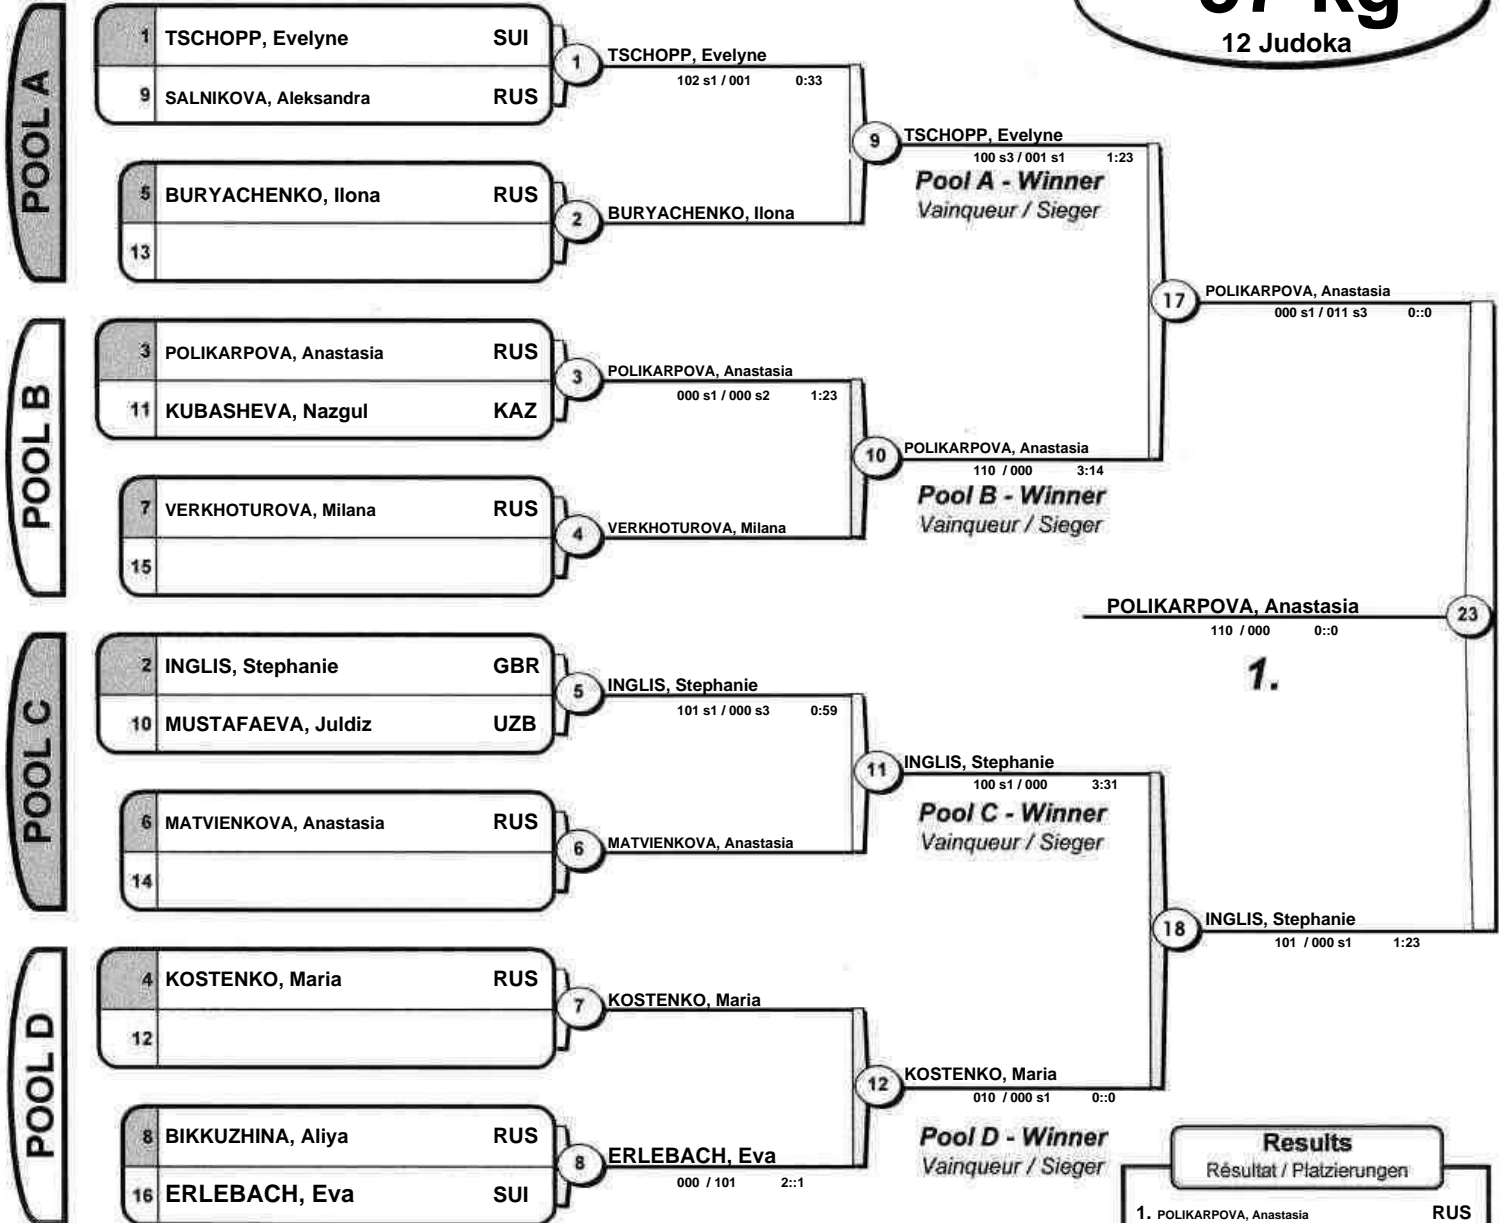 12 Judoka
POOL A
1 TSCHOPP, Evelyne SUI
9 SALNIKOVA, Aleksandra RUS
1
TSCHOPP, Evelyne
102 s1 / 001 0:33
5 BURYACHENKO, Ilona RUS
13
2
BURYACHENKO, Ilona
9
TSCHOPP, Evelyne
100 s3 / 001 s1 1:23
Pool A - Winner
Vainqueur / Sieger
POOL B
3 POLIKARPOVA, Anastasia RUS
11 KUBASHEVA, Nazgul KAZ
3
POLIKARPOVA, Anastasia
000 s1 / 000 s2 1:23
7 VERKHOTUROVA, Milana RUS
15
4
VERKHOTUROVA, Milana
10
POLIKARPOVA, Anastasia
110 / 000 3:14
Pool B - Winner
Vainqueur / Sieger
17
POLIKARPOVA, Anastasia
000 s1 / 011 s3 0::0
POLIKARPOVA, Anastasia
110 / 000 0::0
23
1.
POOL C
2 INGLIS, Stephanie GBR
10 MUSTAFAEVA, Juldiz UZB
5
INGLIS, Stephanie
101 s1 / 000 s3 0:59
6 MATVIENKOVA, Anastasia RUS
14
6
MATVIENKOVA, Anastasia
11
INGLIS, Stephanie
100 s1 / 000 3:31
Pool C - Winner
Vainqueur / Sieger
POOL D
4 KOSTENKO, Maria RUS
12
7
KOSTENKO, Maria
8 BIKKUZHINA, Aliya RUS
16 ERLEBACH, Eva SUI
8
ERLEBACH, Eva
000 / 101 2::1
12
KOSTENKO, Maria
010 / 000 s1 0::0
Pool D - Winner
Vainqueur / Sieger
18
INGLIS, Stephanie
101 / 000 s1 1:23
Results
Résultat / Platzierungen
1. POLIKARPOVA, Anastasia RUS